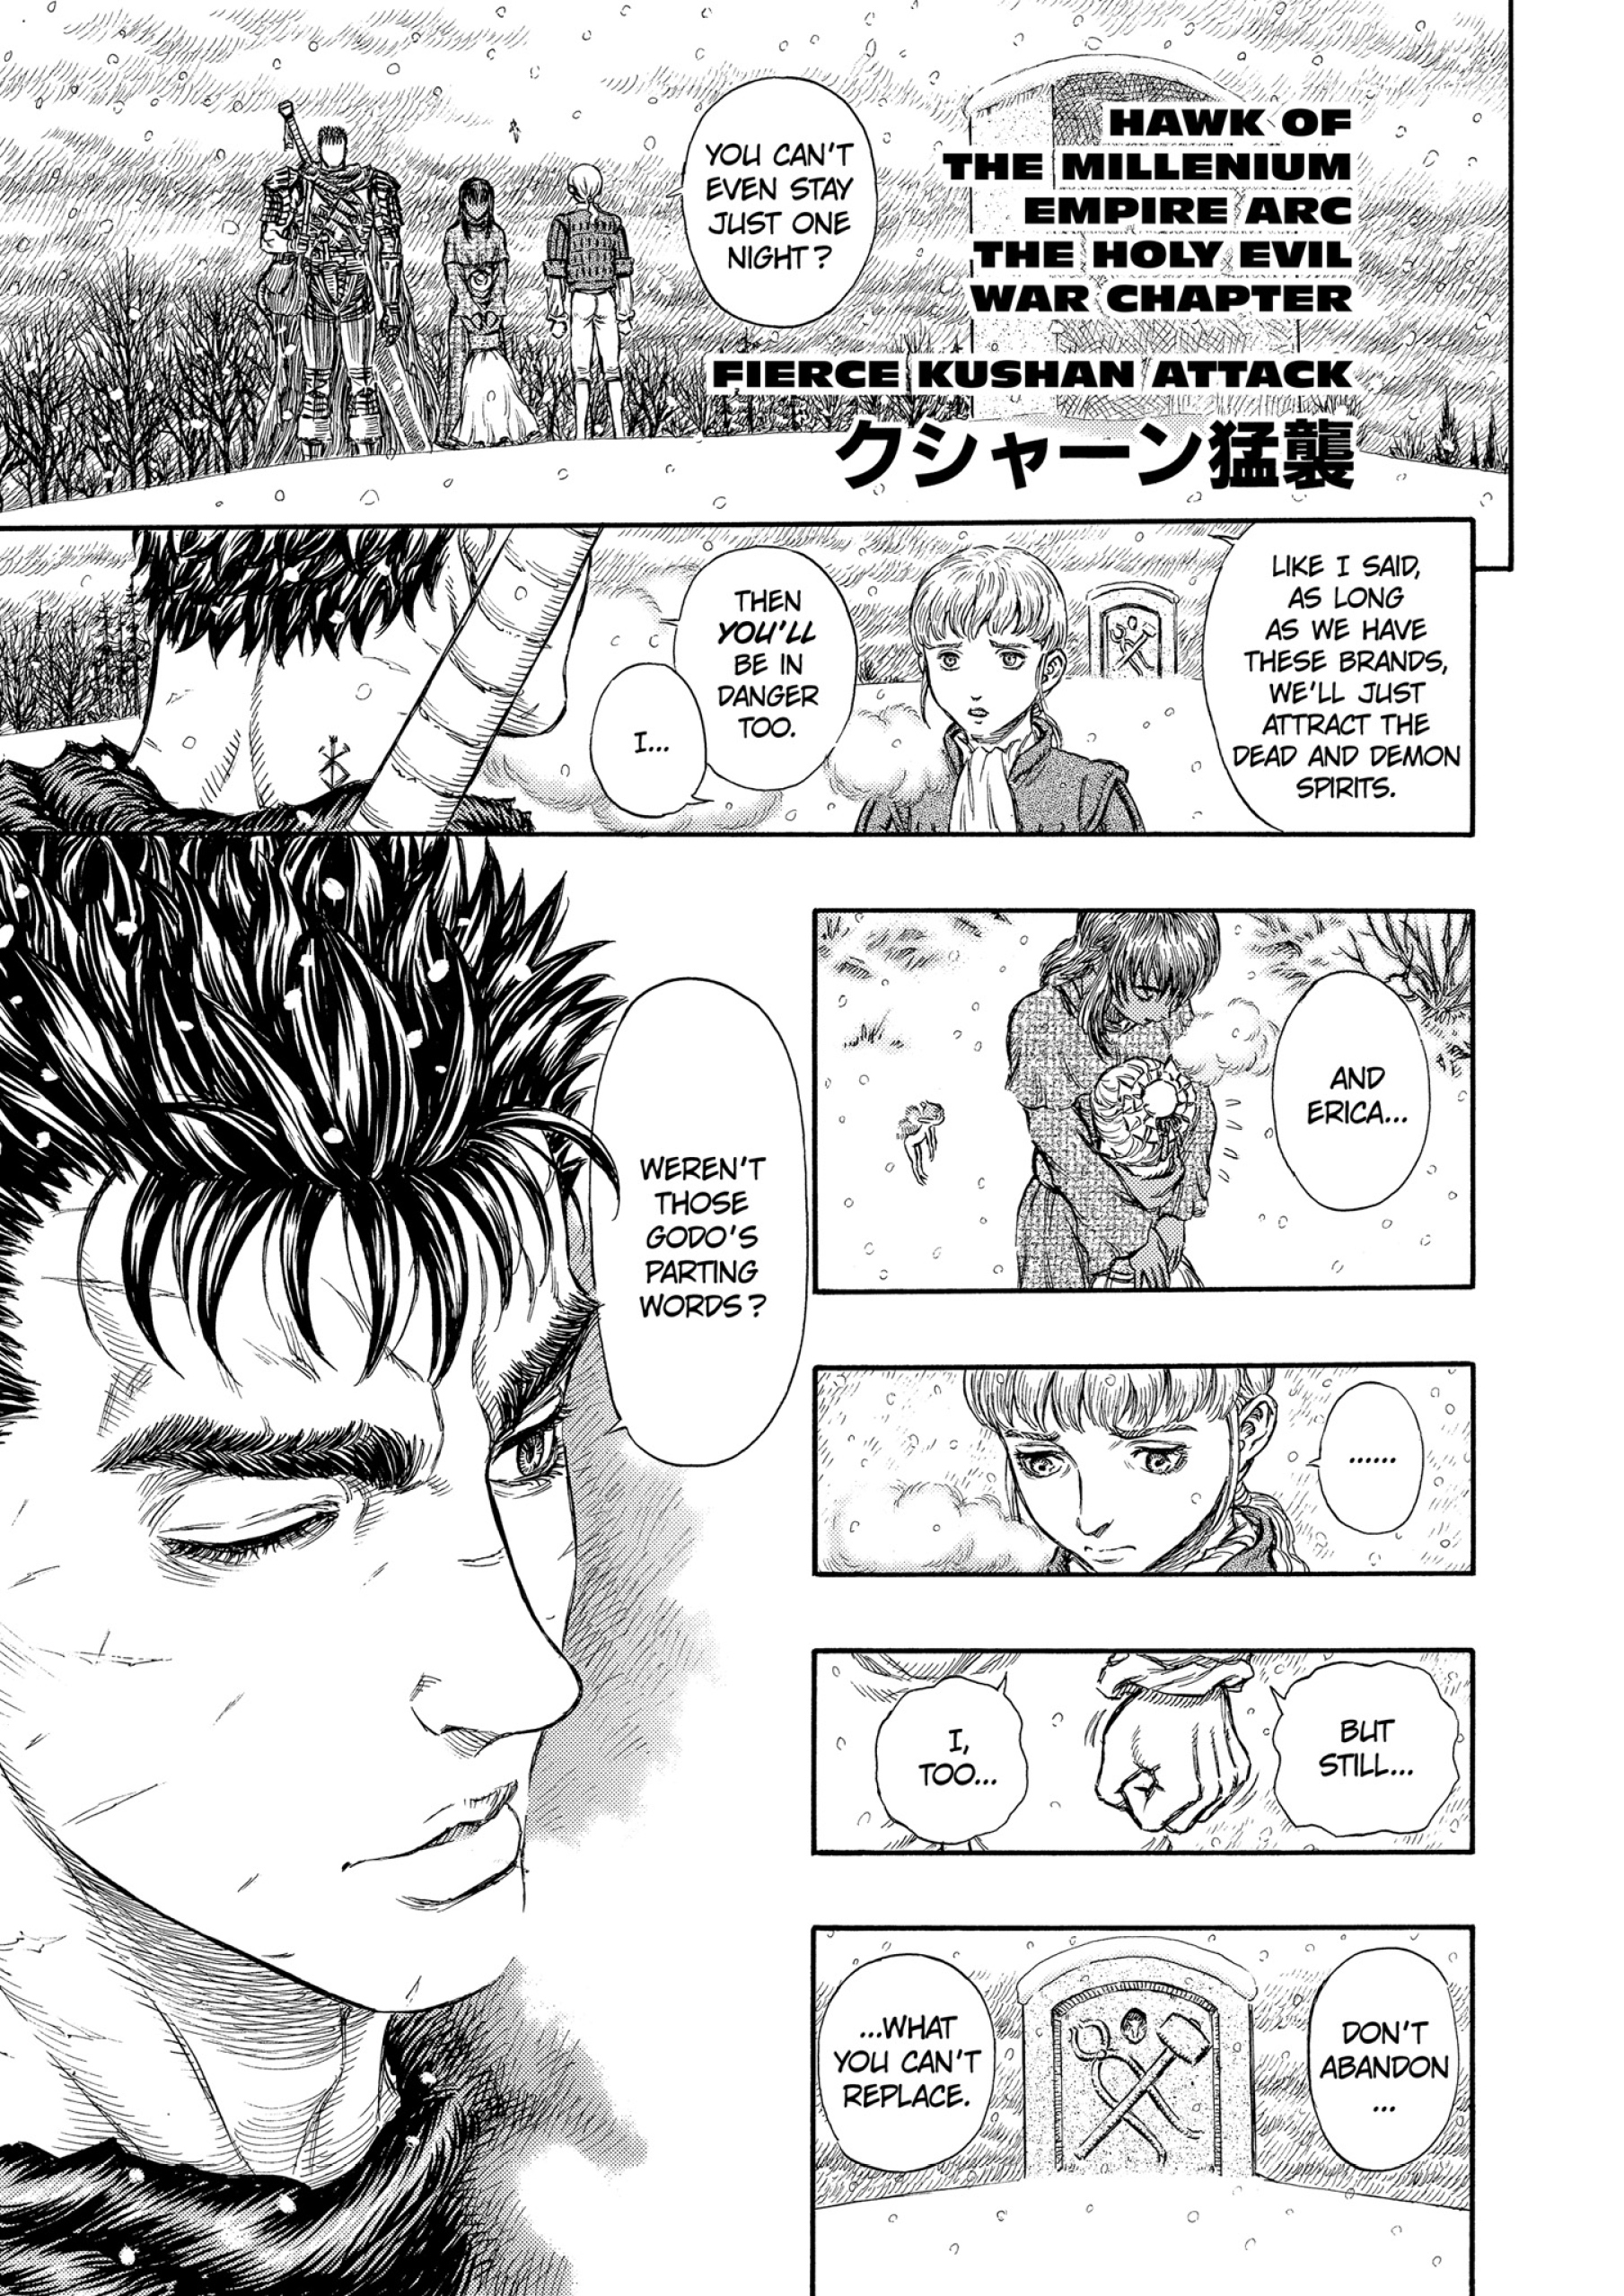 HAWK OF
THE MILLENIUM
EMPIRE ARC
THE HOLY EVIL
WAR CHAPTER
FIERCE KUSHAN ATTACK
クシャーン猛襲
YOU CAN'T
EVEN STAY
JUST ONE
NIGHT?
LIKE I SAID,
AS LONG
AS WE HAVE
THESE BRANDS,
WE'LL JUST
ATTRACT THE
DEAD AND DEMON
SPIRITS.
THEN
YOU'LL
BE IN
DANGER
TOO.
I...
AND
ERICA...
......
BUT
STILL...
I,
TOO...
DON'T
ABANDON
...
...WHAT
YOU CAN'T
REPLACE.
WEREN'T
THOSE
GODO'S
PARTING
WORDS?